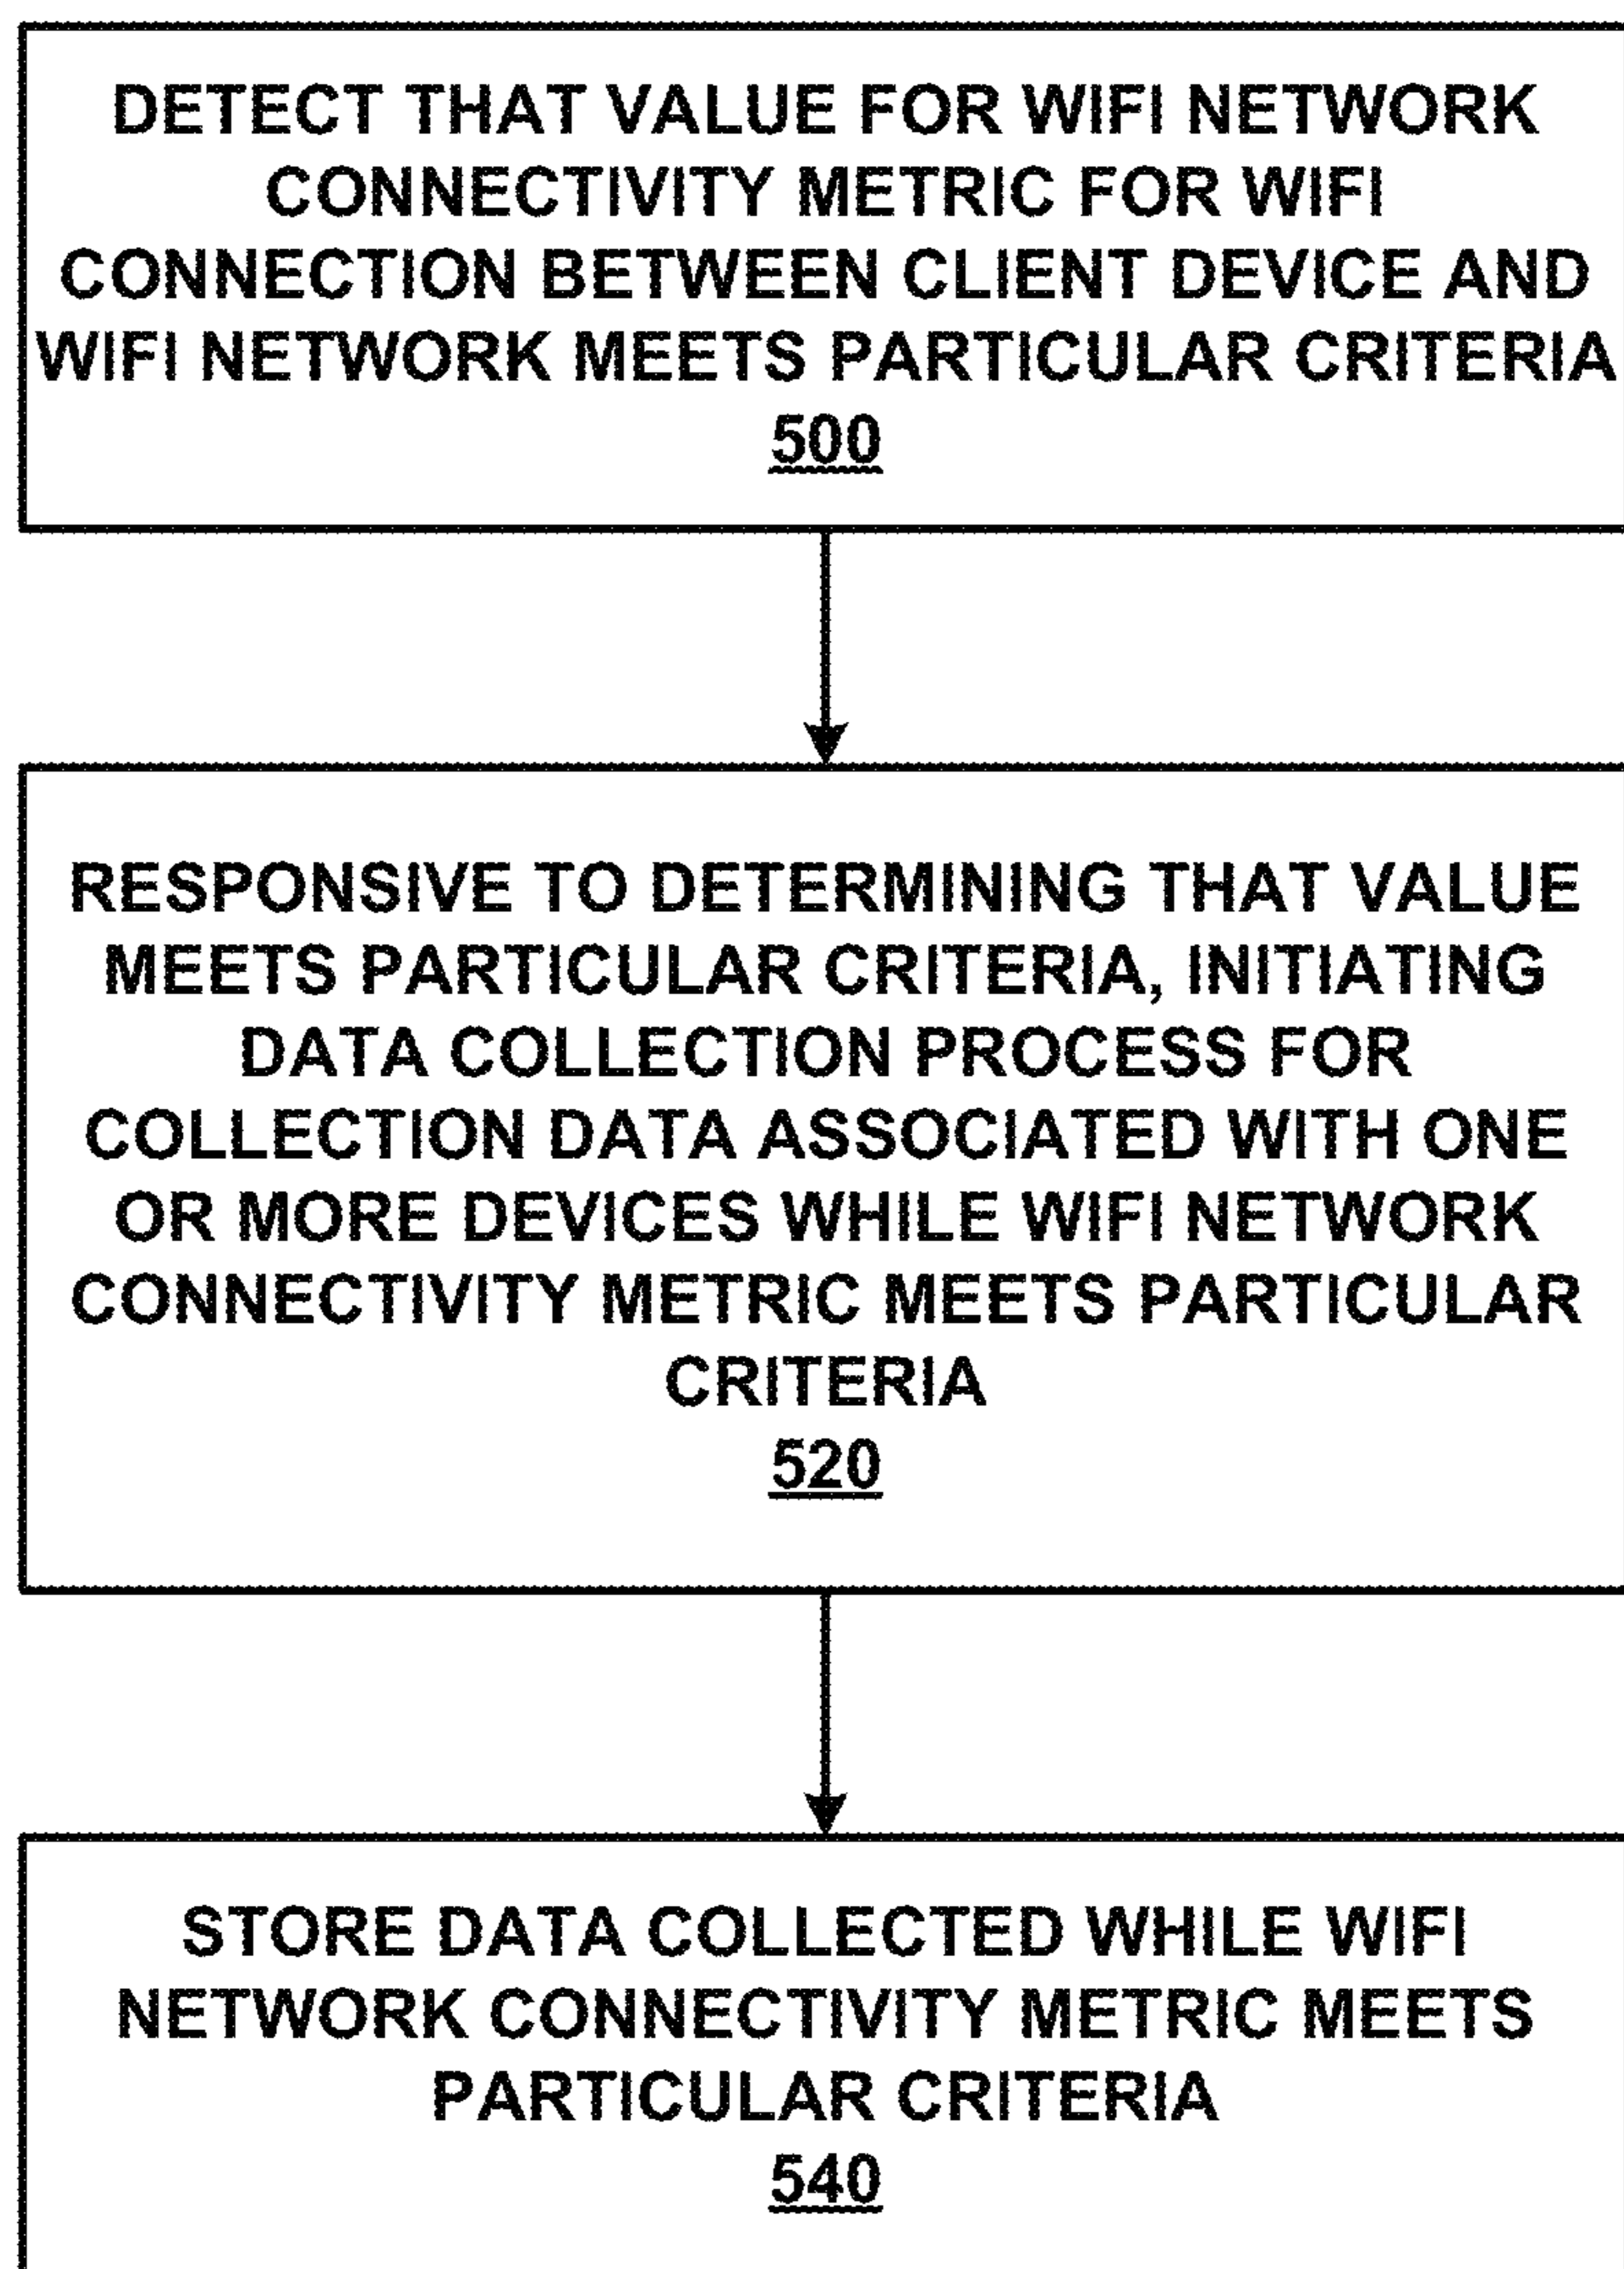 DETECT THAT VALUE FOR WIFI NETWORK
CONNECTIVITY METRIC FOR WIFI
CONNECTION BETWEEN CLIENT DEVICE AND
WIFI NETWORK MEETS PARTICULAR CRITERIA
500
RESPONSIVE TO DETERMINING THAT VALUE
MEETS PARTICULAR CRITERIA, INITIATING
DATA COLLECTION PROCESS FOR
COLLECTION DATA ASSOCIATED WITH ONE
OR MORE DEVICES WHILE WIFI NETWORK
CONNECTIVITY METRIC MEETS PARTICULAR
CRITERIA
520
STORE DATA COLLECTED WHILE WIFI
NETWORK CONNECTIVITY METRIC MEETS
PARTICULAR CRITERIA
540